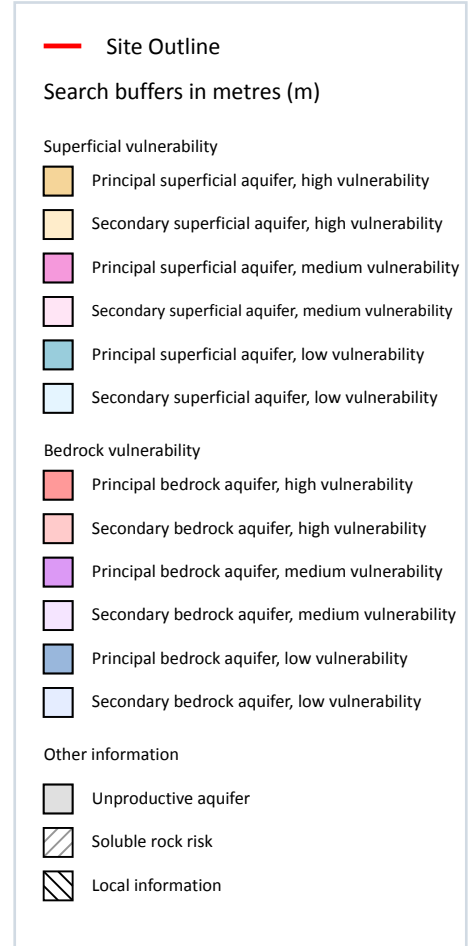 Site Outline
Search buffers in metres (m)
Superficial vulnerability
Principal superficial aquifer, high vulnerability
Secondary superficial aquifer, high vulnerability
Principal superficial aquifer, medium vulnerability
Secondary superficial aquifer, medium vulnerability
Principal superficial aquifer, low vulnerability
Secondary superficial aquifer, low vulnerability
Bedrock vulnerability
Principal bedrock aquifer, high vulnerability
Secondary bedrock aquifer, high vulnerability
Principal bedrock aquifer, medium vulnerability
Secondary bedrock aquifer, medium vulnerability
Principal bedrock aquifer, low vulnerability
Secondary bedrock aquifer, low vulnerability
Other information
Unproductive aquifer
Soluble rock risk
Local information